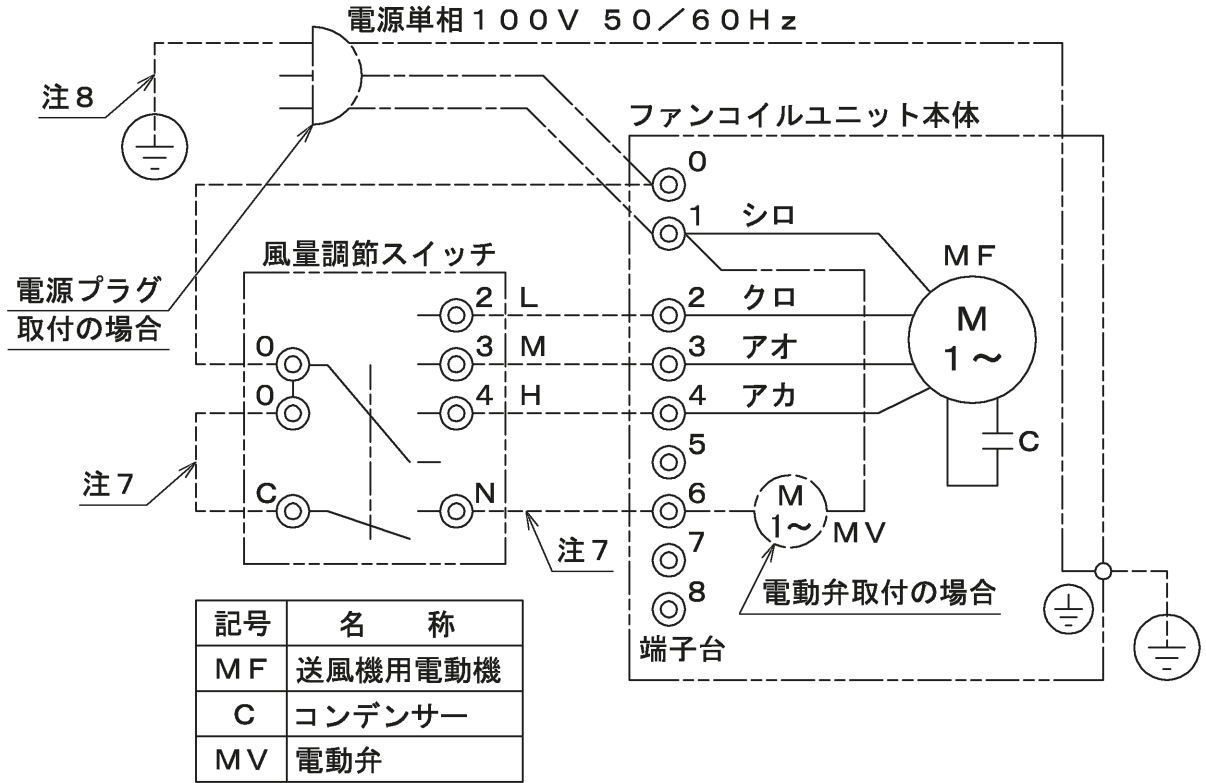 電源単相１００Ｖ ５０／６０Ｈｚ
注８
ファンコイルユニット本体
0
1 シロ
風量調節スイッチ
ＭＦ
電源プラグ
取付の場合
2 L
2 クロ
M
1～
0
3 M
3 アオ
0
4 H
4 アカ
5
C
注７
C
N
6
M
1～
ＭＶ
注７
7
電動弁取付の場合
8
端子台
記号 名 称
ＭＦ 送風機用電動機
Ｃ コンデンサー
ＭＶ 電動弁